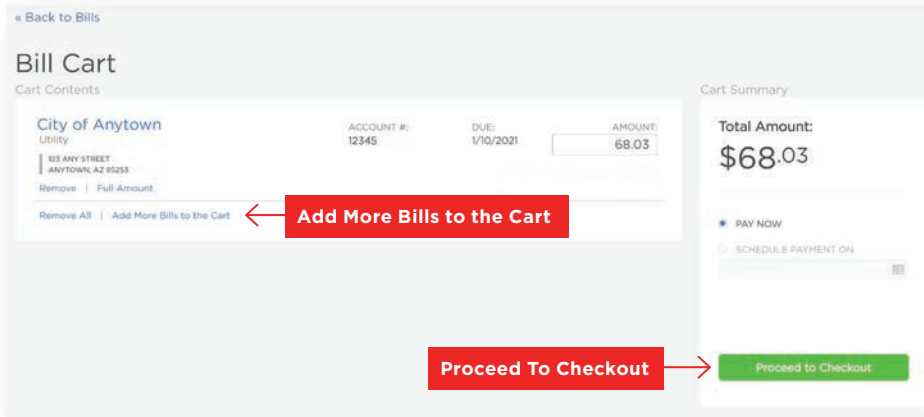 « Back to Bills
Bill Cart
Cart Contents
Cart Summary
City of Anytown
Utility
123 ANY STREET
ANYTOWN, AZ 85253
ACCOUNT #:
12345
DUE:
1/10/2021
AMOUNT:
68.03
Remove | Full Amount
Remove All | Add More Bills to the Cart
Add More Bills to the Cart
Total Amount:
$68.03
PAY NOW
SCHEDULE PAYMENT ON
Proceed To Checkout
Proceed to Checkout